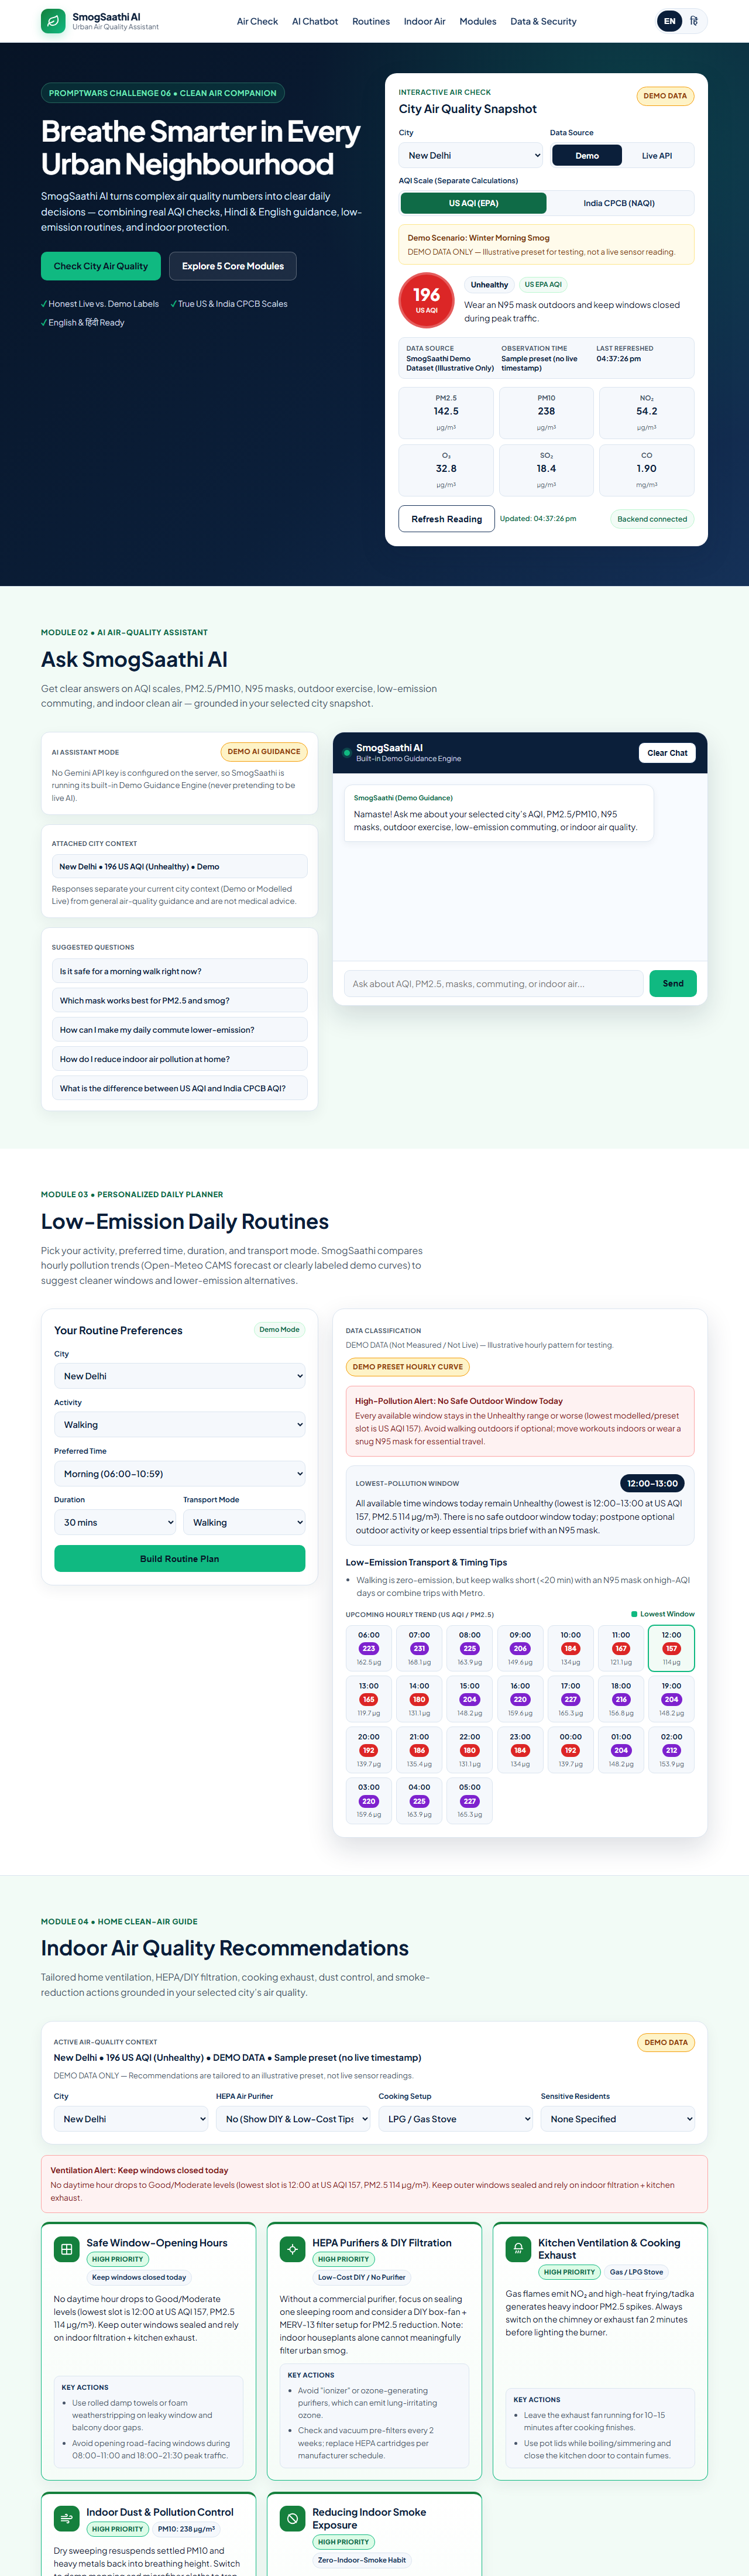 SmogSaathi AI
Urban Air Quality Assistant
Air Check
AI Chatbot
Routines
Indoor Air
Modules
Data & Security
EN
हिं
PROMPTWARS CHALLENGE 06 • CLEAN AIR COMPANION
Breathe Smarter in Every
Urban Neighbourhood
SmogSaathi AI turns complex air quality numbers into clear daily
decisions — combining real AQI checks, Hindi & English guidance, low-
emission routines, and indoor protection.
Check City Air Quality
Explore 5 Core Modules
✓ Honest Live vs. Demo Labels
✓ True US & India CPCB Scales
✓ English & हिंदी Ready
INTERACTIVE AIR CHECK
City Air Quality Snapshot
DEMO DATA
City
New Delhi
Data Source
Demo
Live API
AQI Scale (Separate Calculations)
US AQI (EPA)
India CPCB (NAQI)
Demo Scenario: Winter Morning Smog
DEMO DATA ONLY — Illustrative preset for testing, not a live sensor reading.
196
US AQI
Unhealthy
US EPA AQI
Wear an N95 mask outdoors and keep windows closed
during peak traffic.
DATA SOURCE
SmogSaathi Demo
Dataset (Illustrative Only)
OBSERVATION TIME
Sample preset (no live
timestamp)
LAST REFRESHED
04:37:26 pm
PM2.5
142.5
µg/m³
PM10
238
µg/m³
NO₂
54.2
µg/m³
O₃
32.8
µg/m³
SO₂
18.4
µg/m³
CO
1.90
mg/m³
Refresh Reading
Updated: 04:37:26 pm
Backend connected
MODULE 02 • AI AIR-QUALITY ASSISTANT
Ask SmogSaathi AI
Get clear answers on AQI scales, PM2.5/PM10, N95 masks, outdoor exercise, low-emission
commuting, and indoor clean air — grounded in your selected city snapshot.
AI ASSISTANT MODE
DEMO AI GUIDANCE
No Gemini API key is configured on the server, so SmogSaathi is
running its built-in Demo Guidance Engine (never pretending to be
live AI).
ATTACHED CITY CONTEXT
New Delhi • 196 US AQI (Unhealthy) • Demo
Responses separate your current city context (Demo or Modelled
Live) from general air-quality guidance and are not medical advice.
SUGGESTED QUESTIONS
Is it safe for a morning walk right now?
Which mask works best for PM2.5 and smog?
How can I make my daily commute lower-emission?
How do I reduce indoor air pollution at home?
What is the difference between US AQI and India CPCB AQI?
SmogSaathi AI
Built-in Demo Guidance Engine
Clear Chat
SmogSaathi (Demo Guidance)
Namaste! Ask me about your selected city's AQI, PM2.5/PM10, N95
masks, outdoor exercise, low-emission commuting, or indoor air quality.
Ask about AQI, PM2.5, masks, commuting, or indoor air...
Send
MODULE 03 • PERSONALIZED DAILY PLANNER
Low-Emission Daily Routines
Pick your activity, preferred time, duration, and transport mode. SmogSaathi compares
hourly pollution trends (Open-Meteo CAMS forecast or clearly labeled demo curves) to
suggest cleaner windows and lower-emission alternatives.
Your Routine Preferences
Demo Mode
City
New Delhi
Activity
Walking
Preferred Time
Morning (06:00–10:59)
Duration
30 mins
Transport Mode
Walking
Build Routine Plan
DATA CLASSIFICATION
DEMO DATA (Not Measured / Not Live) — Illustrative hourly pattern for testing.
DEMO PRESET HOURLY CURVE
High-Pollution Alert: No Safe Outdoor Window Today
Every available window stays in the Unhealthy range or worse (lowest modelled/preset
slot is US AQI 157). Avoid walking outdoors if optional; move workouts indoors or wear a
snug N95 mask for essential travel.
LOWEST-POLLUTION WINDOW
12:00–13:00
All available time windows today remain Unhealthy (lowest is 12:00–13:00 at US AQI
157, PM2.5 114 µg/m³). There is no safe outdoor window today; postpone optional
outdoor activity or keep essential trips brief with an N95 mask.
Low-Emission Transport & Timing Tips
• Walking is zero-emission, but keep walks short (<20 min) with an N95 mask on high-AQI
days or combine trips with Metro.
UPCOMING HOURLY TREND (US AQI / PM2.5)
Lowest Window
06:00 07:00 08:00 09:00 10:00 11:00 12:00
223 231 225 206 184 167 157
162.5 µg 168.1 µg 163.9 µg 149.6 µg 134 µg 121.1 µg 114 µg
13:00 14:00 15:00 16:00 17:00 18:00 19:00
165 180 204 220 227 216 204
119.7 µg 131.1 µg 148.2 µg 159.6 µg 165.3 µg 156.8 µg 148.2 µg
20:00 21:00 22:00 23:00 00:00 01:00 02:00
192 186 180 184 192 204 212
139.7 µg 135.4 µg 131.1 µg 134 µg 139.7 µg 148.2 µg 153.9 µg
03:00 04:00 05:00
220 225 227
159.6 µg 163.9 µg 165.3 µg
MODULE 04 • HOME CLEAN-AIR GUIDE
Indoor Air Quality Recommendations
Tailored home ventilation, HEPA/DIY filtration, cooking exhaust, dust control, and smoke-
reduction actions grounded in your selected city's air quality.
ACTIVE AIR-QUALITY CONTEXT
DEMO DATA
New Delhi • 196 US AQI (Unhealthy) • DEMO DATA • Sample preset (no live timestamp)
DEMO DATA ONLY — Recommendations are tailored to an illustrative preset, not live sensor readings.
City
New Delhi
HEPA Air Purifier
No (Show DIY & Low-Cost Tips
Cooking Setup
LPG / Gas Stove
Sensitive Residents
None Specified
Ventilation Alert: Keep windows closed today
No daytime hour drops to Good/Moderate levels (lowest slot is 12:00 at US AQI 157, PM2.5 114 µg/m³). Keep outer windows sealed and rely on indoor filtration + kitchen
exhaust.
Safe Window-Opening Hours
HIGH PRIORITY
Keep windows closed today
No daytime hour drops to Good/Moderate
levels (lowest slot is 12:00 at US AQI 157, PM2.5
114 µg/m³). Keep outer windows sealed and rely
on indoor filtration + kitchen exhaust.
KEY ACTIONS
• Use rolled damp towels or foam
weatherstripping on leaky window and
balcony door gaps.
• Avoid opening road-facing windows during
08:00–11:00 and 18:00–21:30 peak traffic.
HEPA Purifiers & DIY Filtration
HIGH PRIORITY
Low-Cost DIY / No Purifier
Without a commercial purifier, focus on sealing
one sleeping room and consider a DIY box-fan +
MERV-13 filter setup for PM2.5 reduction. Note:
indoor houseplants alone cannot meaningfully
filter urban smog.
KEY ACTIONS
• Avoid "ionizer" or ozone-generating
purifiers, which can emit lung-irritating
ozone.
• Check and vacuum pre-filters every 2
weeks; replace HEPA cartridges per
manufacturer schedule.
Kitchen Ventilation & Cooking
Exhaust
HIGH PRIORITY
Gas / LPG Stove
Gas flames emit NO₂ and high-heat frying/tadka
generates heavy indoor PM2.5 spikes. Always
switch on the chimney or exhaust fan 2 minutes
before lighting the burner.
KEY ACTIONS
• Leave the exhaust fan running for 10–15
minutes after cooking finishes.
• Use pot lids while boiling/simmering and
close the kitchen door to contain fumes.
Indoor Dust & Pollution Control
HIGH PRIORITY
PM10: 238 µg/m³
Dry sweeping resuspends settled PM10 and
heavy metals back into breathing height. Switch
Reducing Indoor Smoke
Exposure
HIGH PRIORITY
Zero-Indoor-Smoke Habit